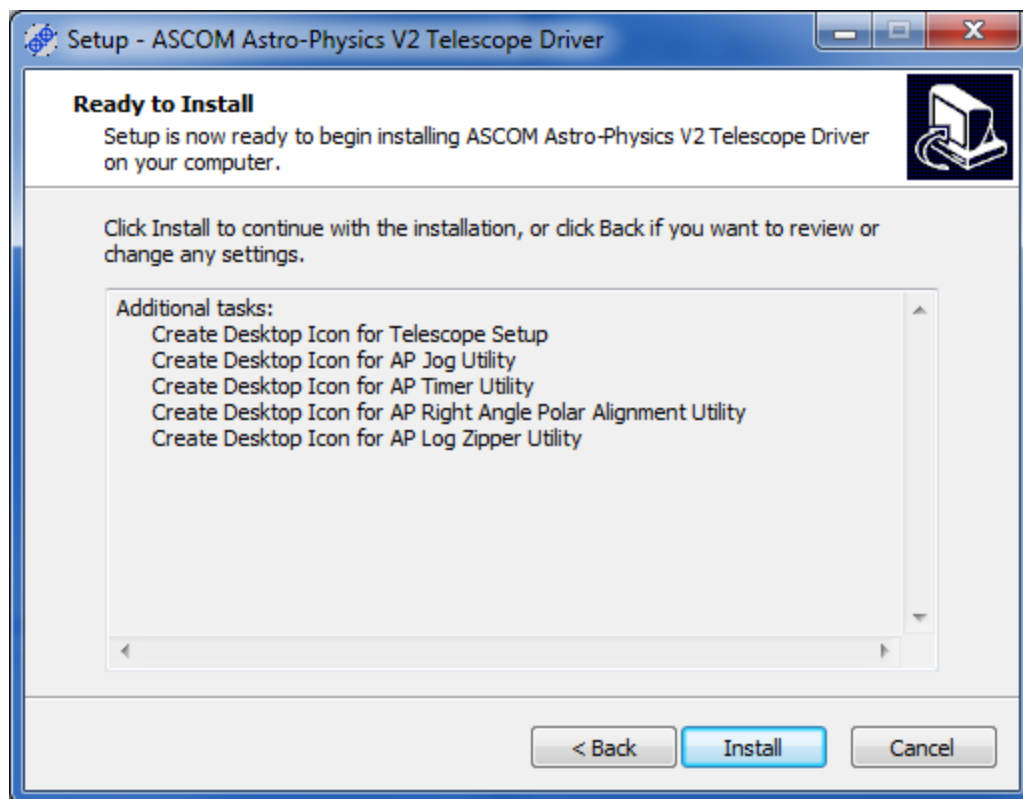 Setup - ASCOM Astro-Physics V2 Telescope Driver
Ready to Install
Setup is now ready to begin installing ASCOM Astro-Physics V2 Telescope Driver
on your computer.
Click Install to continue with the installation, or click Back if you want to review or
change any settings.
Additional tasks:
Create Desktop Icon for Telescope Setup
Create Desktop Icon for AP Jog Utility
Create Desktop Icon for AP Timer Utility
Create Desktop Icon for AP Right Angle Polar Alignment Utility
Create Desktop Icon for AP Log Zipper Utility
< Back Install Cancel